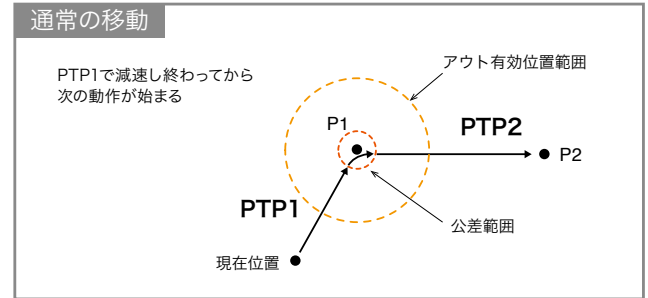 通常の移動
PTP1で減速し終わってから
次の動作が始まる
アウト有効位置範囲
P1
PTP2
P2
PTP1
公差範囲
現在位置